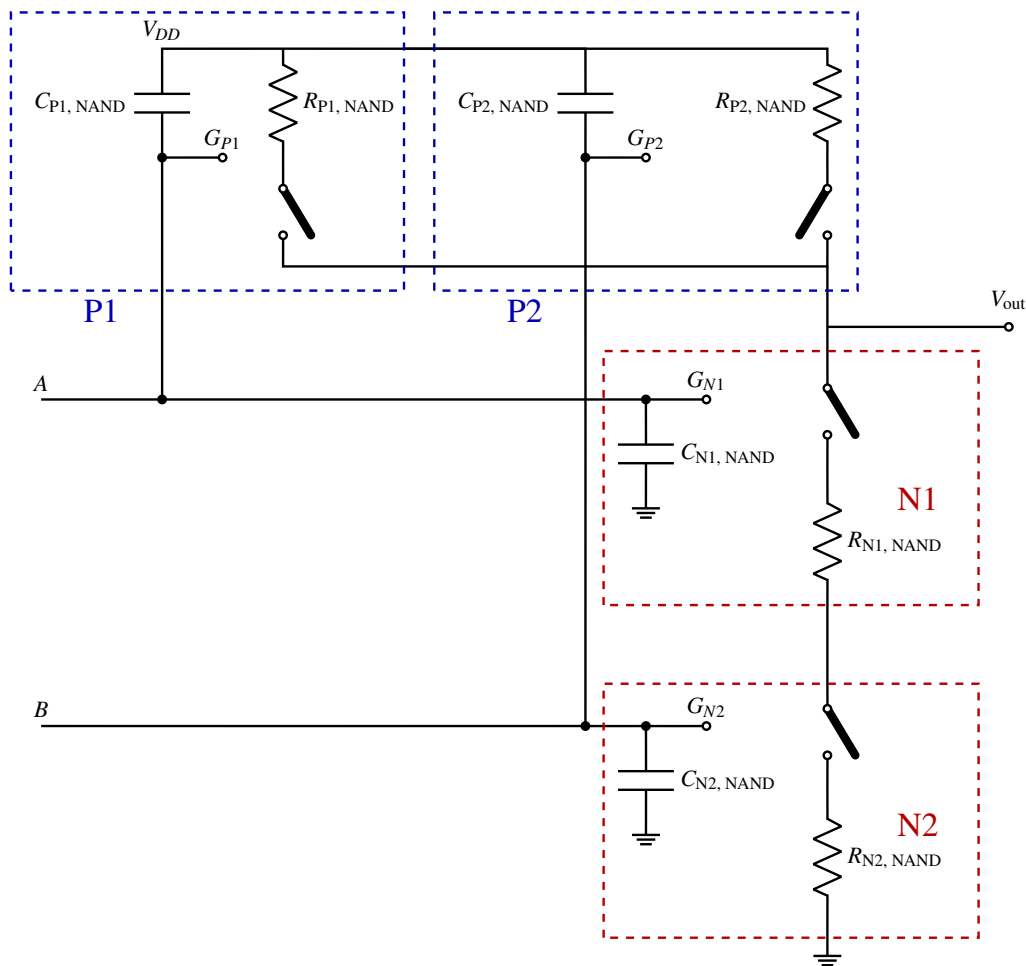 V_DD
C_P1, NAND
R_P1, NAND
C_P2, NAND
R_P2, NAND
G_P1
G_P2
P1
P2
V_out
A
G_N1
C_N1, NAND
N1
R_N1, NAND
B
G_N2
C_N2, NAND
N2
R_N2, NAND